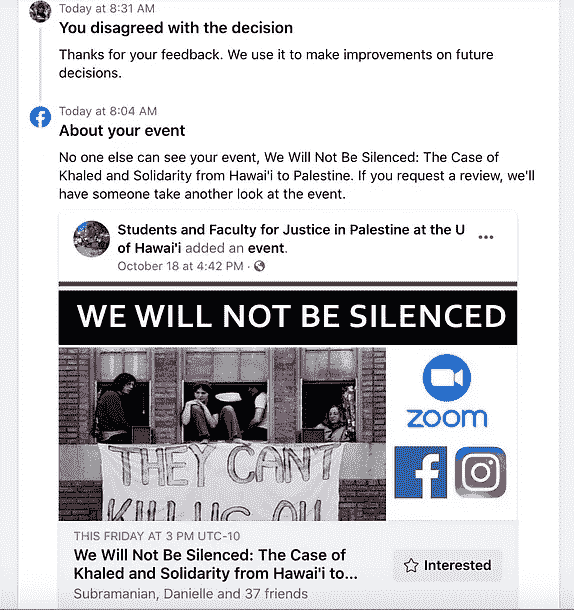 Today at 8:31 AM
You disagreed with the decision
Thanks for your feedback. We use it to make improvements on future
decisions.
Today at 8:04 AM
About your event
No one else can see your event, We Will Not Be Silenced: The Case of
Khaled and Solidarity from Hawai'i to Palestine. If you request a review, we'll
have someone take another look at the event.
Students and Faculty for Justice in Palestine at the U
of Hawai'i added an event.
October 18 at 4:42 PM ·
WE WILL NOT BE SILENCED
zoom
THEY CAN'T
KILL US ALL
THIS FRIDAY AT 3 PM UTC-10
We Will Not Be Silenced: The Case of
Khaled and Solidarity from Hawai'i to...
Interested
Subramanian, Danielle and 37 friends